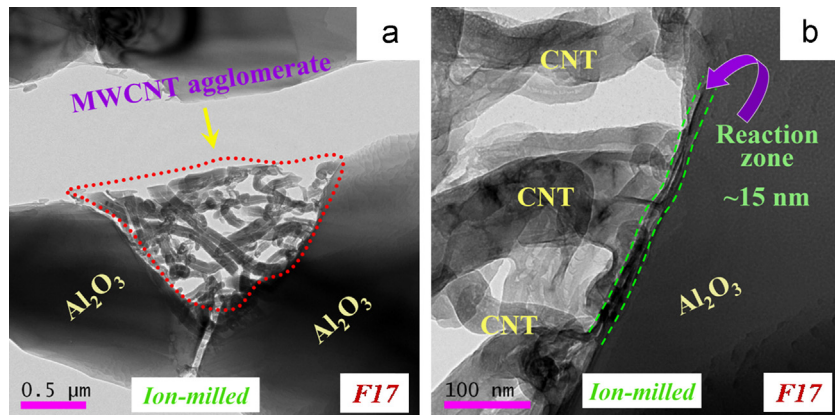 a
MWCNT agglomerate
Al₂O₃
Al₂O₃
0.5 μm
Ion-milled
F17
b
CNT
Reaction
zone
~15 nm
CNT
Al₂O₃
CNT
100 nm
Ion-milled
F17